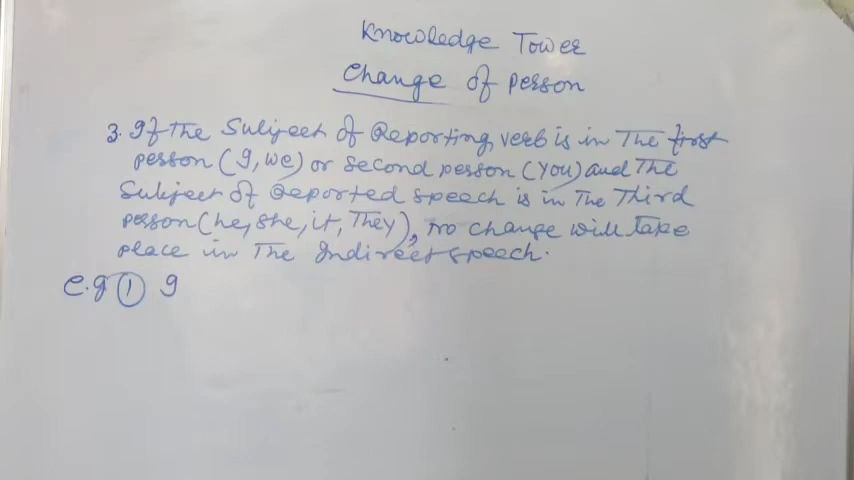 Knowledge Tower
Change of person
3. If the Subject of Reporting verb is in The first
person (I, we) or second person (You) and The
Subject of Reported speech is in The Third
person (he, she, it, They), no change will take
place in The Indirect speech.
e.g ① I